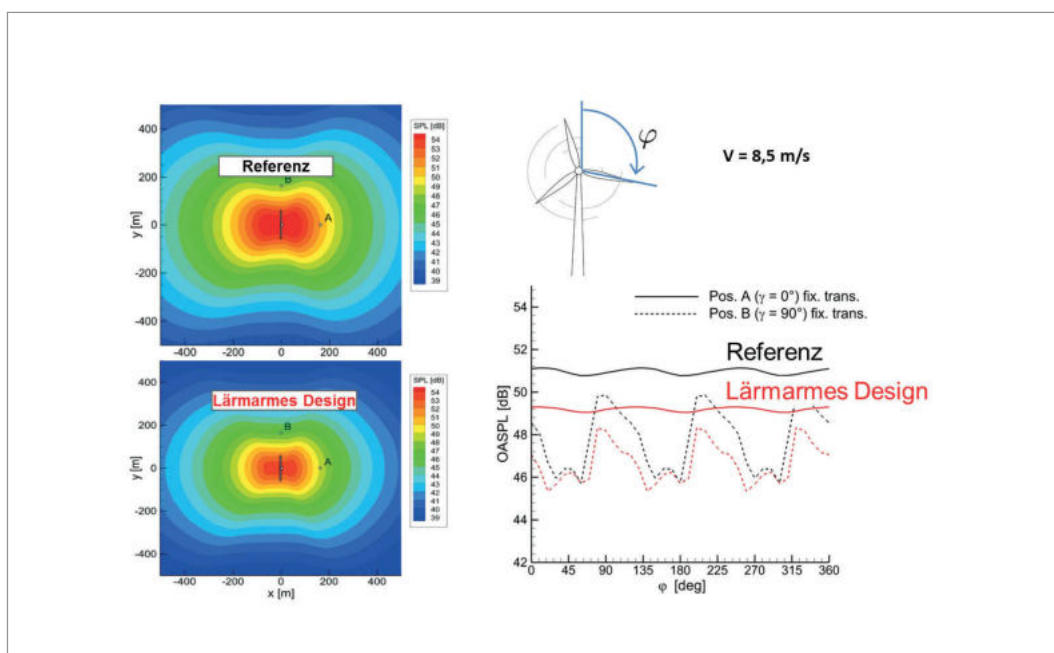 SPL [dB]
54
53
52
51
50
49
48
47
46
45
44
43
42
41
40
39
Referenz
B
A
y [m]
400
200
0
-200
-400
-400 -200 0 200 400
SPL [dB]
54
53
52
51
50
49
48
47
46
45
44
43
42
41
40
39
Lärmarmes Design
B
A
y [m]
400
200
0
-200
-400
-400 -200 0 200 400
x [m]
φ
V = 8,5 m/s
Pos. A (γ = 0°) fix. trans.
Pos. B (γ = 90°) fix. trans.
Referenz
Lärmarmes Design
OASPL [dB]
54
52
50
48
46
44
42
0 45 90 135 180 225 270 315 360
φ [deg]